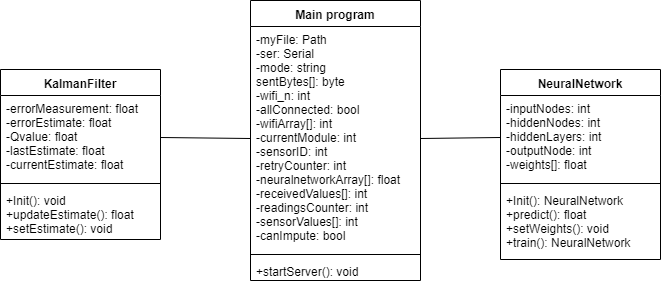 KalmanFilter
-errorMeasurement: float
-errorEstimate: float
-Qvalue: float
-lastEstimate: float
-currentEstimate: float
+Init(): void
+updateEstimate(): float
+setEstimate(): void
Main program
-myFile: Path
-ser: Serial
-mode: string
sentBytes[]: byte
-wifi_n: int
-allConnected: bool
-wifiArray[]: int
-currentModule: int
-sensorID: int
-retryCounter: int
-neuralnetworkArray[]: float
-receivedValues[]: int
-readingsCounter: int
-sensorValues[]: int
-canImpute: bool
+startServer(): void
NeuralNetwork
-inputNodes: int
-hiddenNodes: int
-hiddenLayers: int
-outputNode: int
-weights[]: float
+Init(): NeuralNetwork
+predict(): float
+setWeights(): void
+train(): NeuralNetwork